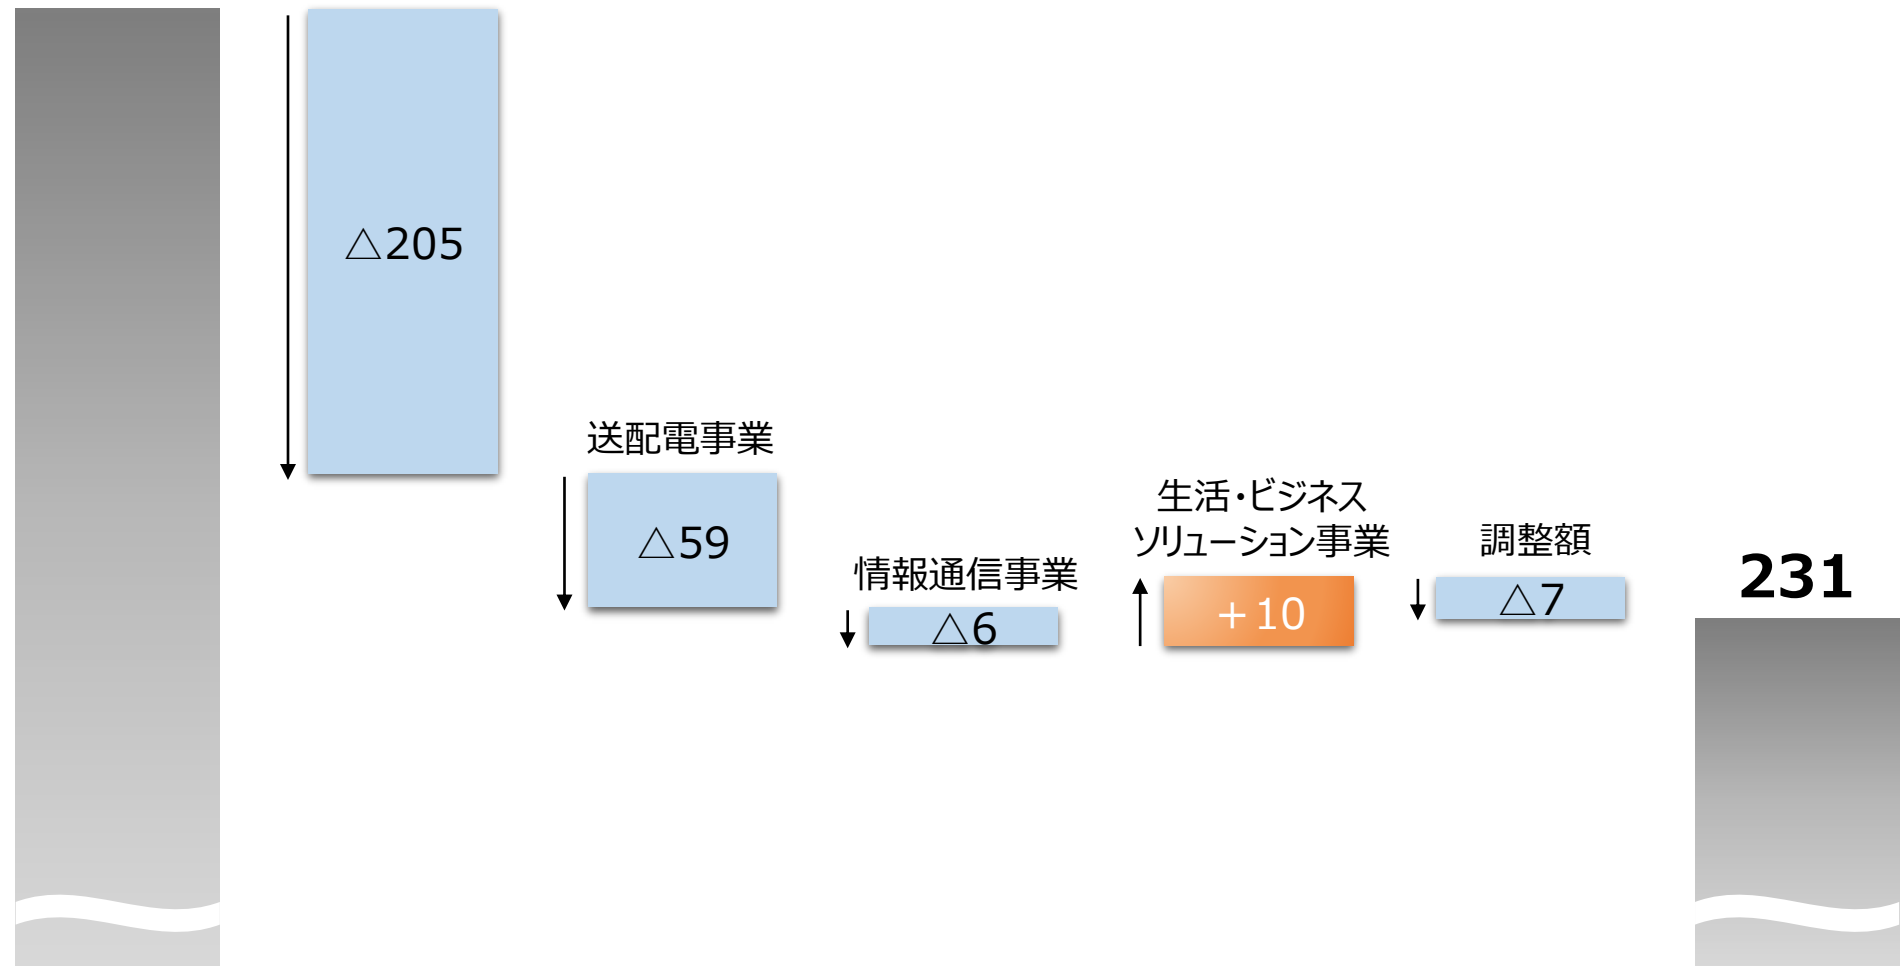 △205
送配電事業
△59
情報通信事業
△6
生活・ビジネス
ソリューション事業
＋10
調整額
△7
231